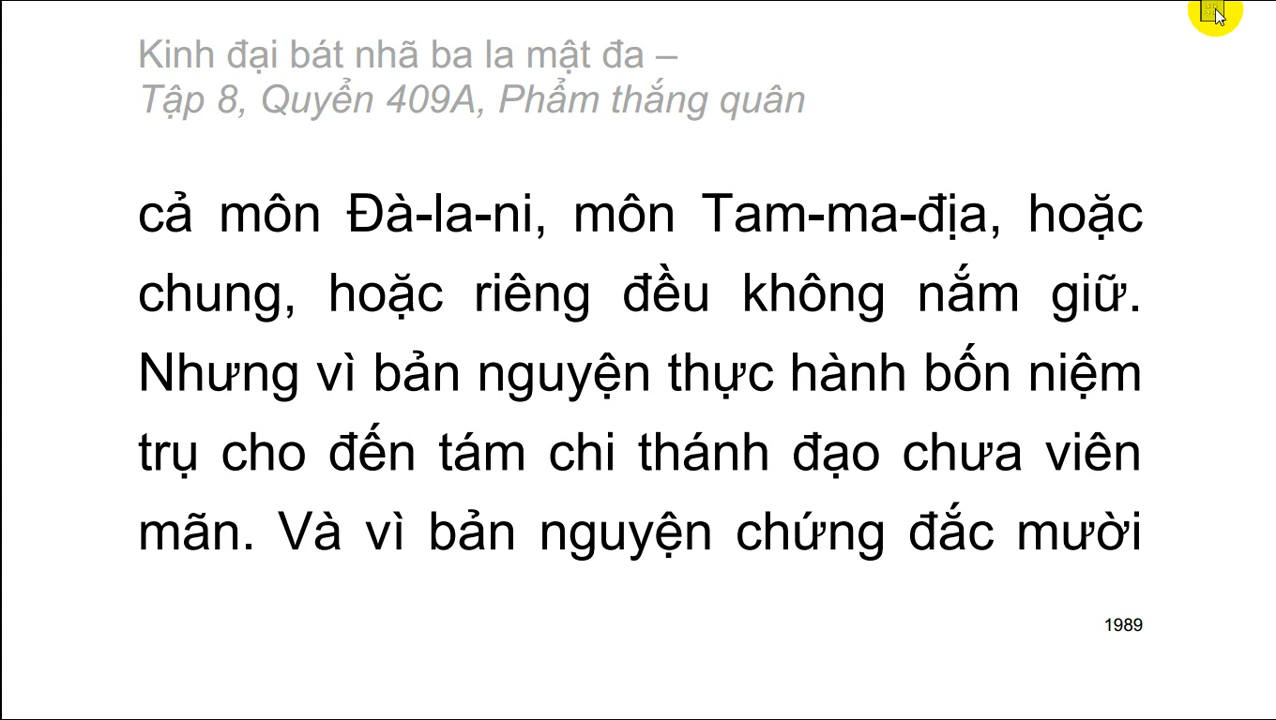 Kinh đại bát nhã ba la mật đa –
Tập 8, Quyển 409A, Phẩm thắng quân
cả môn Đà-la-ni, môn Tam-ma-địa, hoặc
chung, hoặc riêng đều không nắm giữ.
Nhưng vì bản nguyện thực hành bốn niệm
trụ cho đến tám chi thánh đạo chưa viên
mãn. Và vì bản nguyện chứng đắc mười
1989